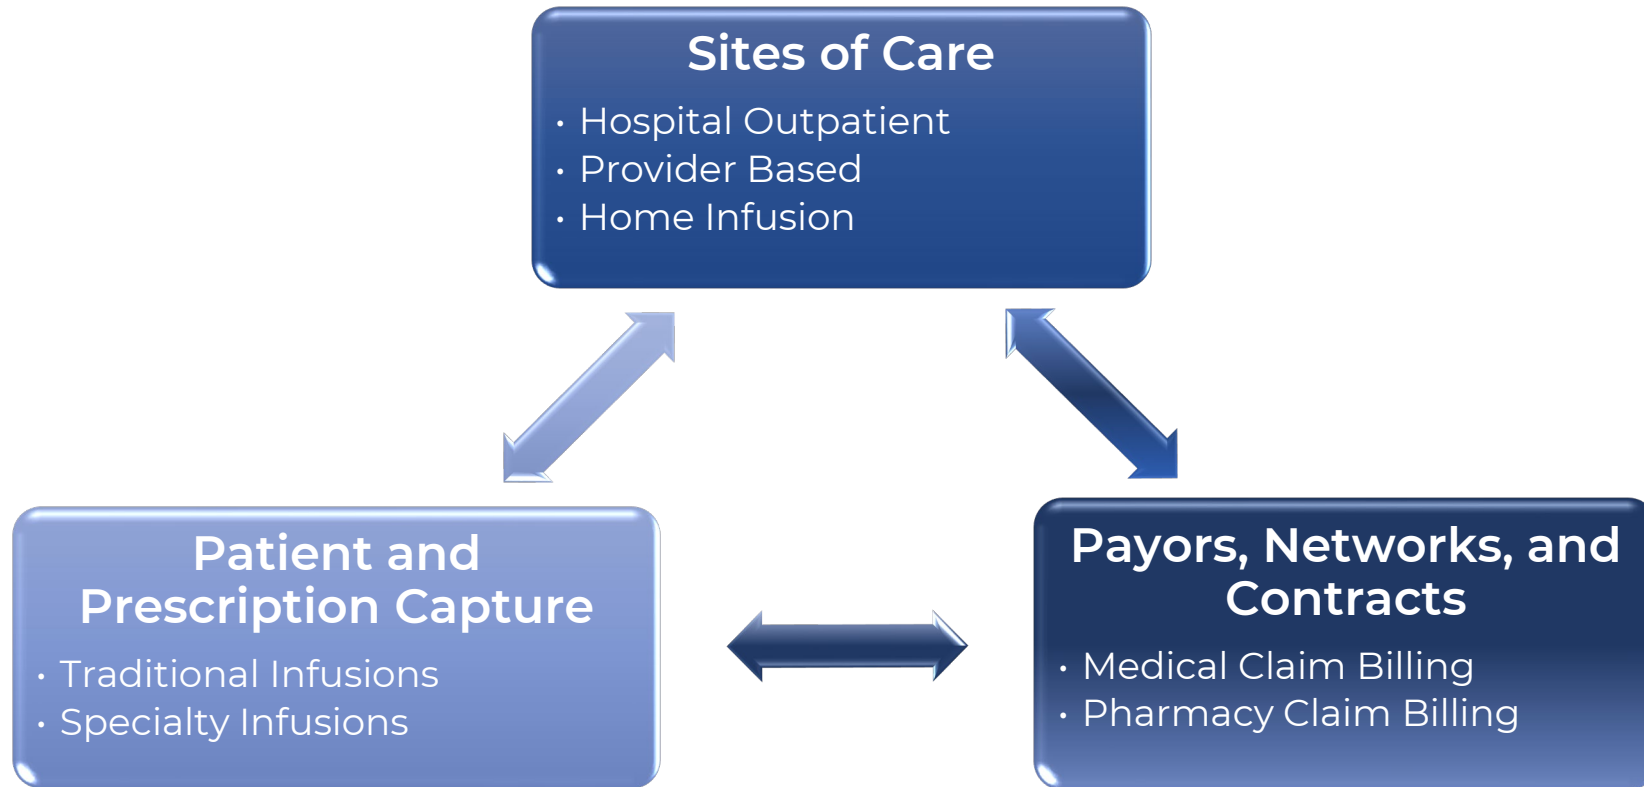 Sites of Care
· Hospital Outpatient
· Provider Based
· Home Infusion
Patient and
Prescription Capture
· Traditional Infusions
· Specialty Infusions
Payors, Networks, and
Contracts
· Medical Claim Billing
· Pharmacy Claim Billing